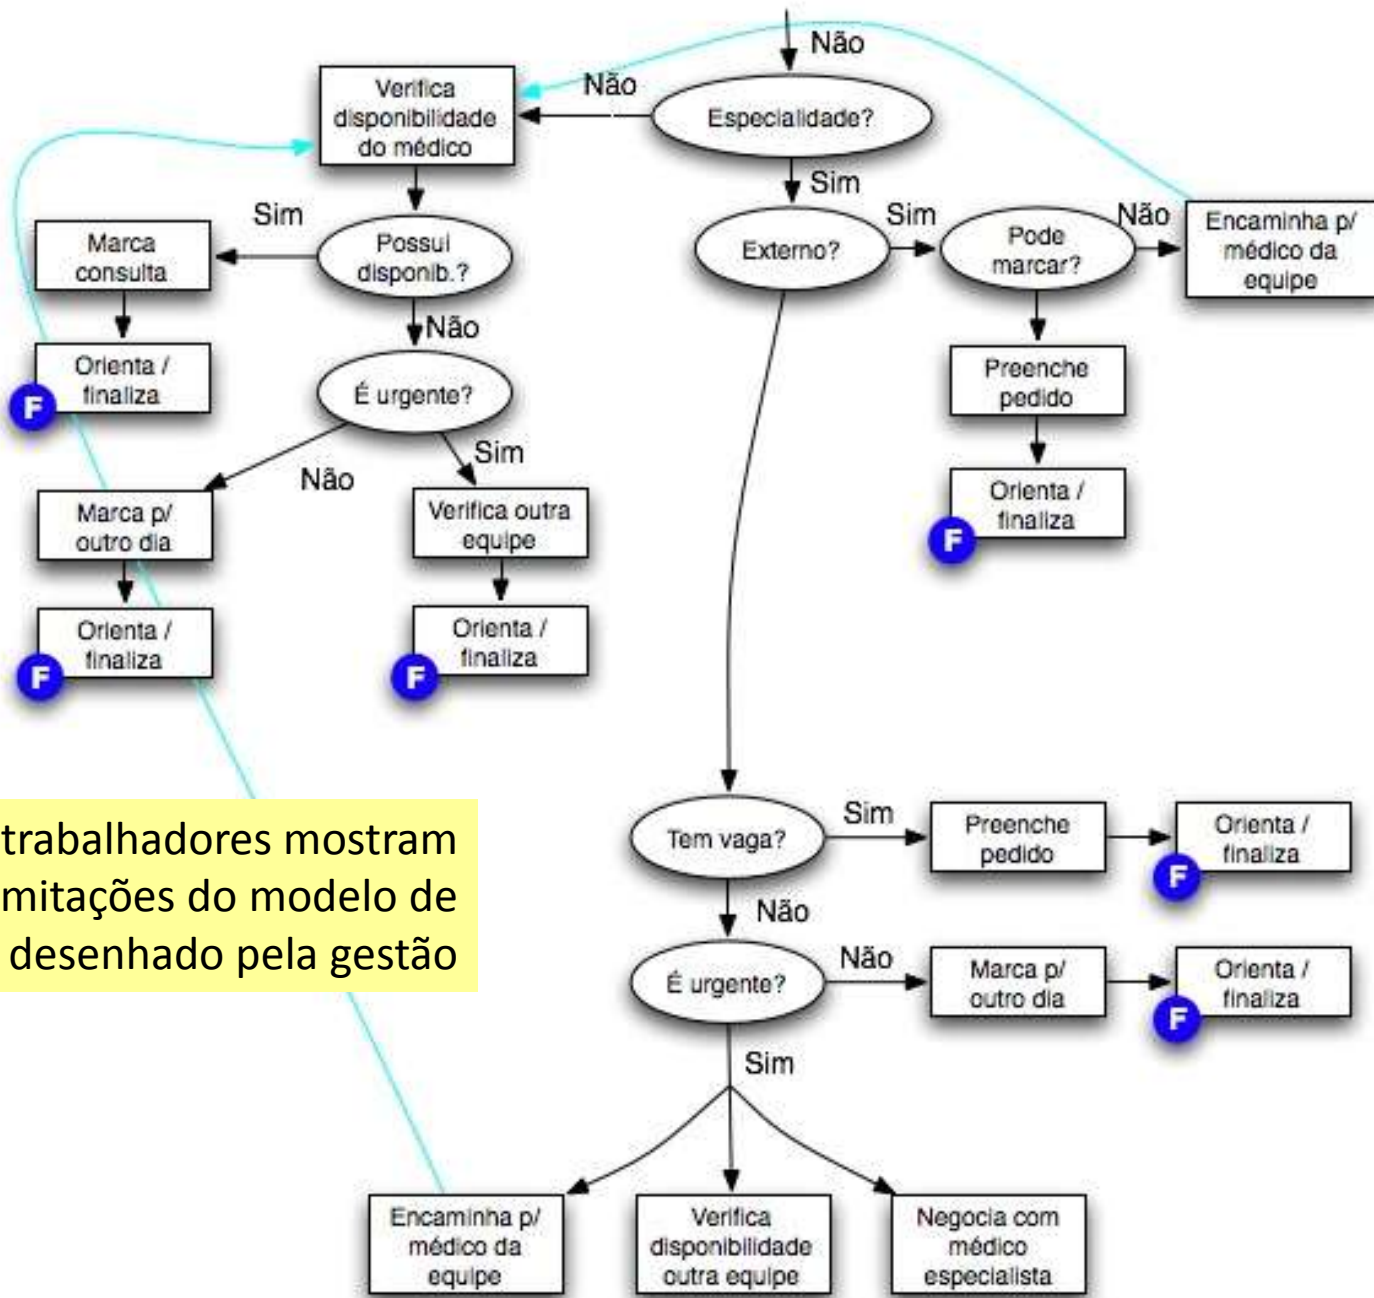 Não
Especialidade?
Não
Verifica
disponibilidade
do médico
Sim
Externo?
Sim
Pode
marcar?
Não
Encaminha p/
médico da
equipe
Possui
disponib.?
Sim
Marca
consulta
Orienta /
finaliza
F
Não
É urgente?
Não
Sim
Marca p/
outro dia
Verifica outra
equipe
Orienta /
finaliza
F
Orienta /
finaliza
F
Preenche
pedido
Orienta /
finaliza
F
trabalhadores mostram
mitações do modelo de
desenhado pela gestão
Tem vaga?
Sim
Preenche
pedido
Orienta /
finaliza
F
Não
É urgente?
Não
Marca p/
outro dia
Orienta /
finaliza
F
Sim
Encaminha p/
médico da
equipe
Verifica
disponibilidade
outra equipe
Negocia com
médico
especialista